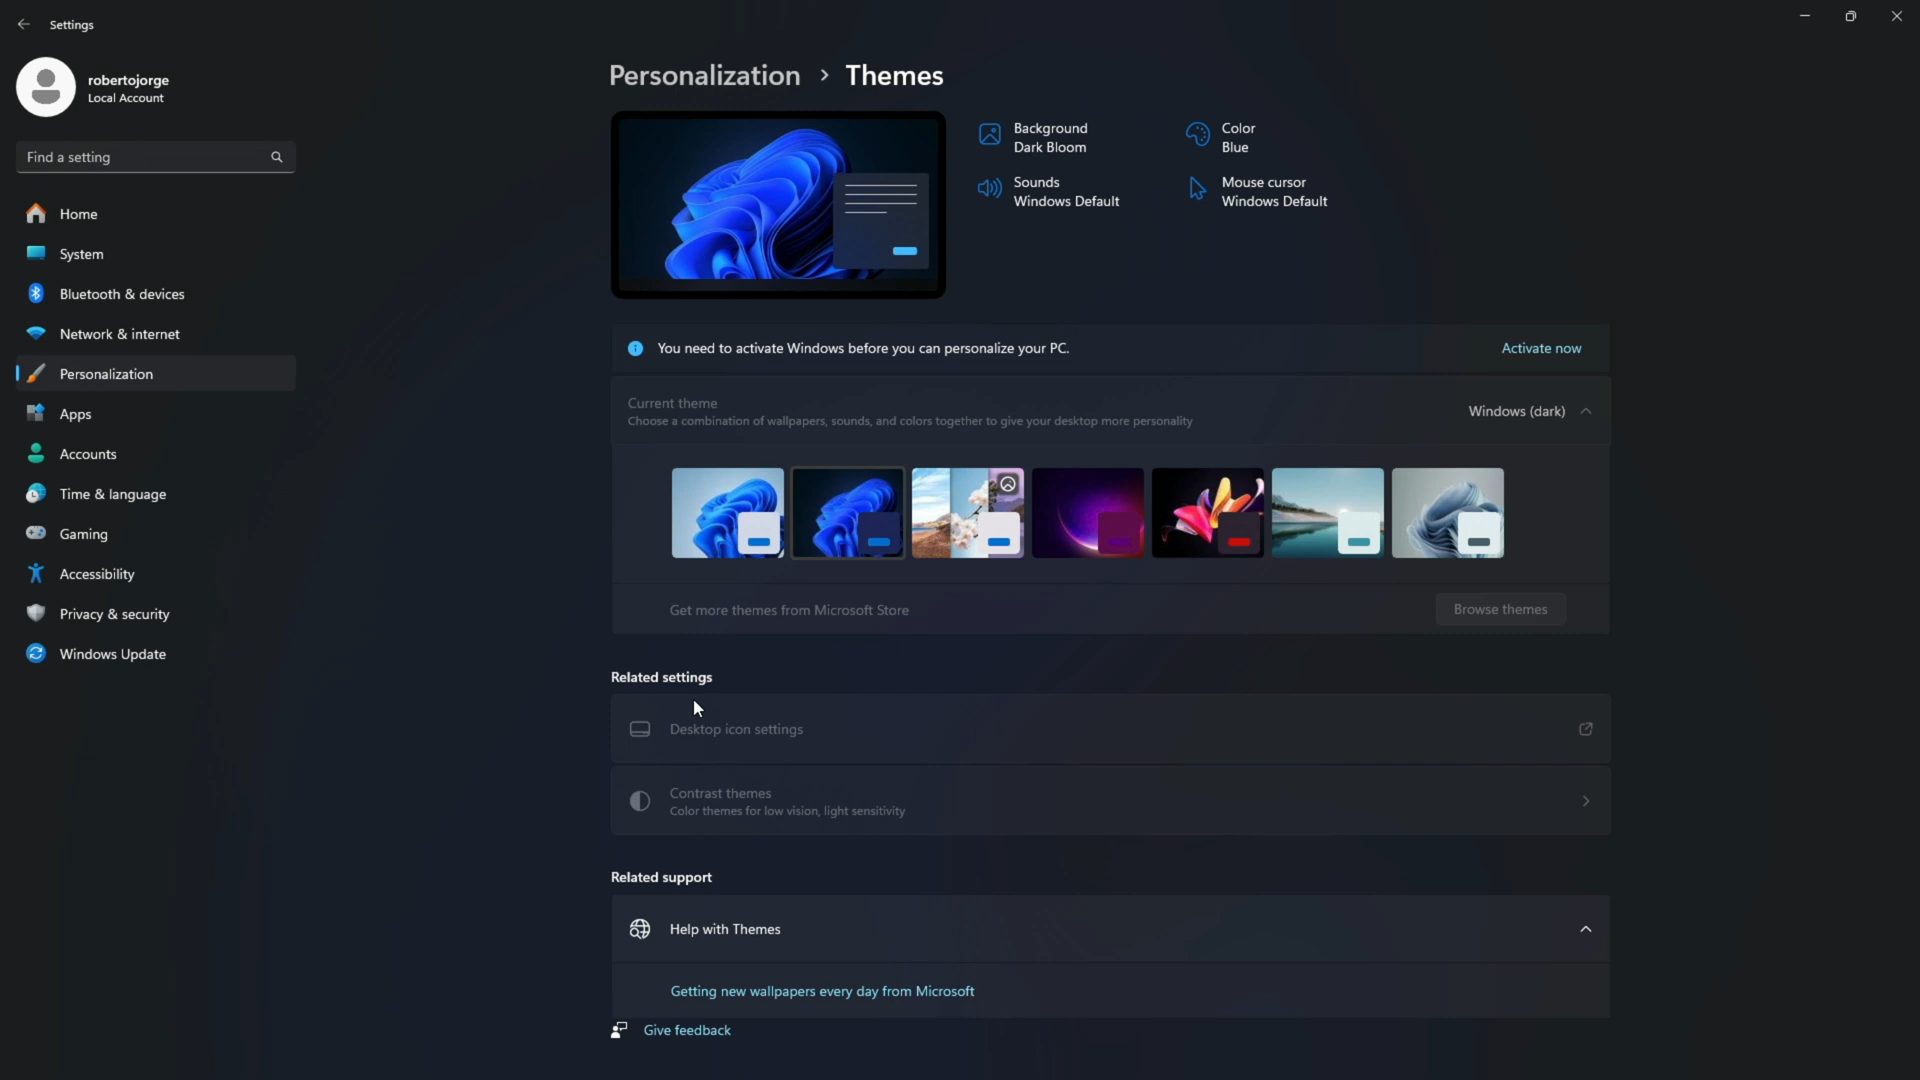 Settings
robertojorge
Local Account
Find a setting
Home
System
Bluetooth & devices
Network & internet
Personalization
Apps
Accounts
Time & language
Gaming
Accessibility
Privacy & security
Windows Update
Personalization > Themes
Background
Dark Bloom
Color
Blue
Sounds
Windows Default
Mouse cursor
Windows Default
You need to activate Windows before you can personalize your PC.
Activate now
Current theme
Choose a combination of wallpapers, sounds, and colors together to give your desktop more personality
Windows (dark)
Get more themes from Microsoft Store
Browse themes
Related settings
Desktop icon settings
Contrast themes
Color themes for low vision, light sensitivity
Related support
Help with Themes
Getting new wallpapers every day from Microsoft
Give feedback